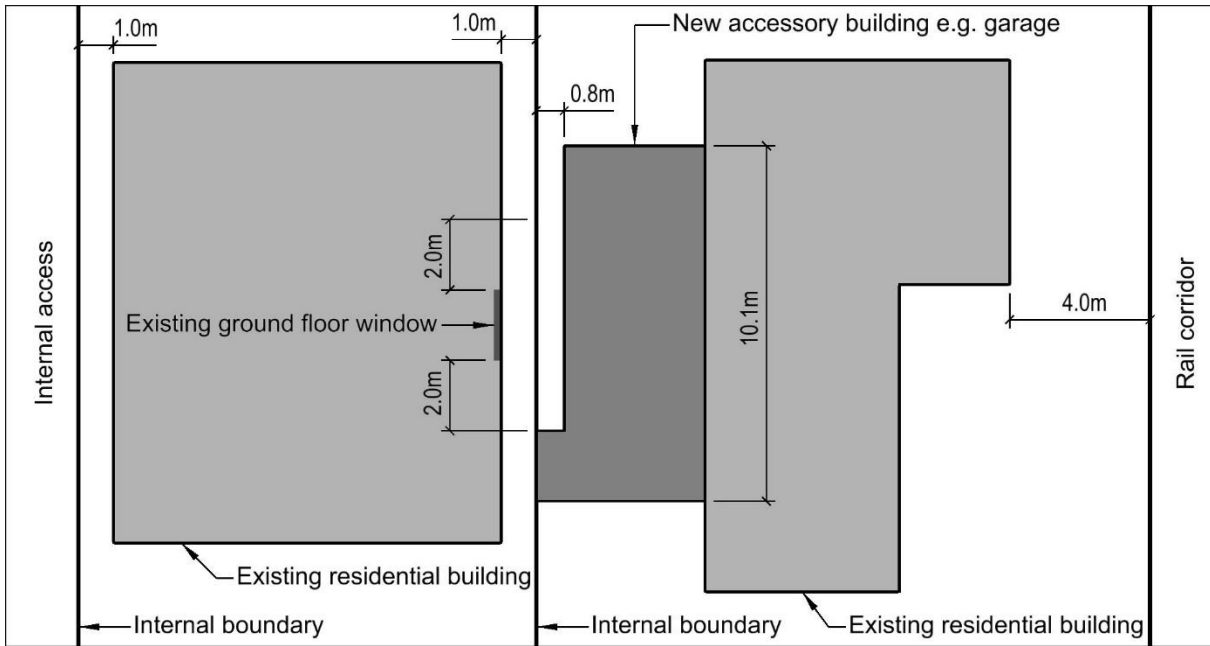 1.0m
1.0m
New accessory building e.g. garage
0.8m
Internal access
2.0m
Existing ground floor window
2.0m
10.1m
4.0m
Rail corridor
Existing residential building
Internal boundary
Internal boundary
Existing residential building